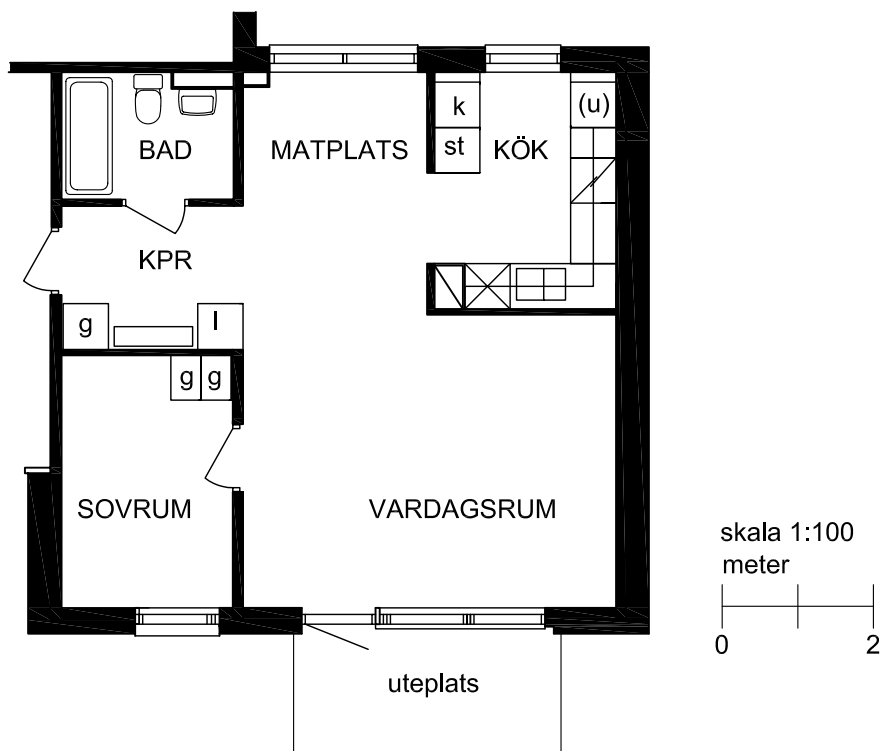 k
(u)
BAD
MATPLATS
st
KÖK
KPR
g
l
g g
SOVRUM
VARDAGSRUM
skala 1:100
meter
0 2
uteplats